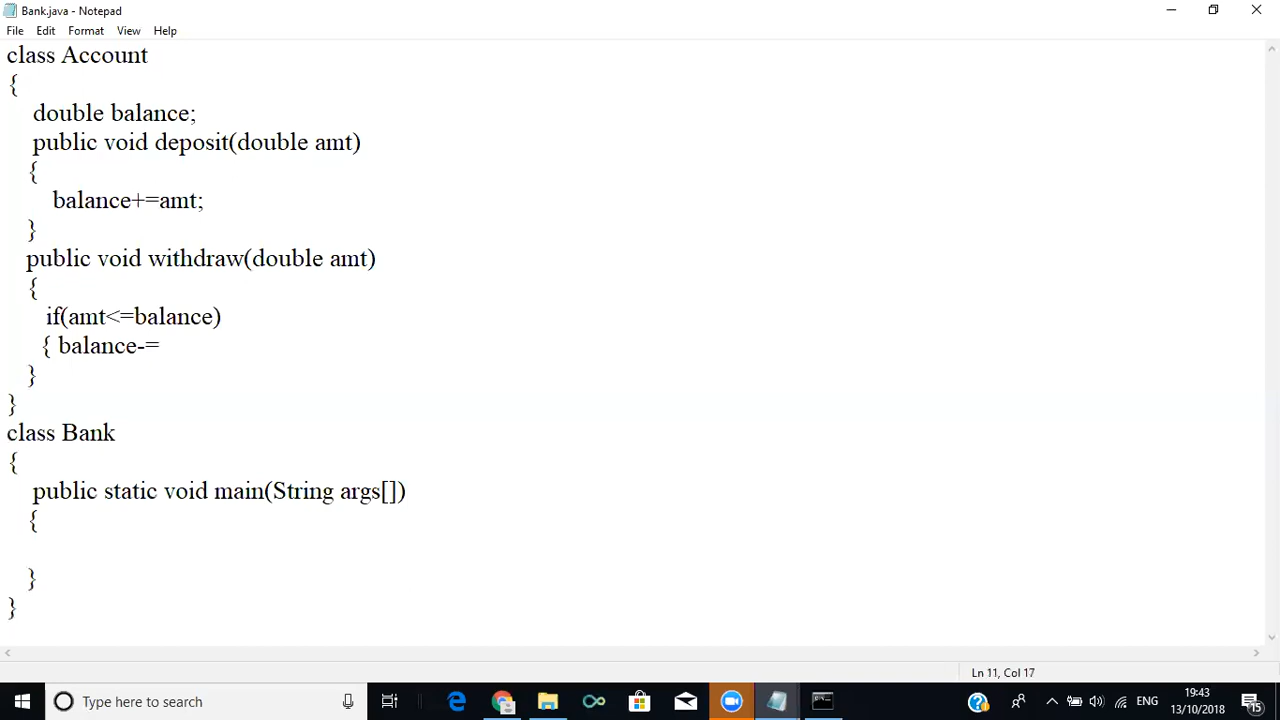 Bank.java - Notepad
File Edit Format View Help
class Account
{
double balance;
public void deposit(double amt)
{
balance+=amt;
}
public void withdraw(double amt)
{
if(amt<=balance)
{ balance-=
}
}
class Bank
{
public static void main(String args[])
{
}
}
Ln 11, Col 17
Type here to search
ENG
19:43
13/10/2018
15